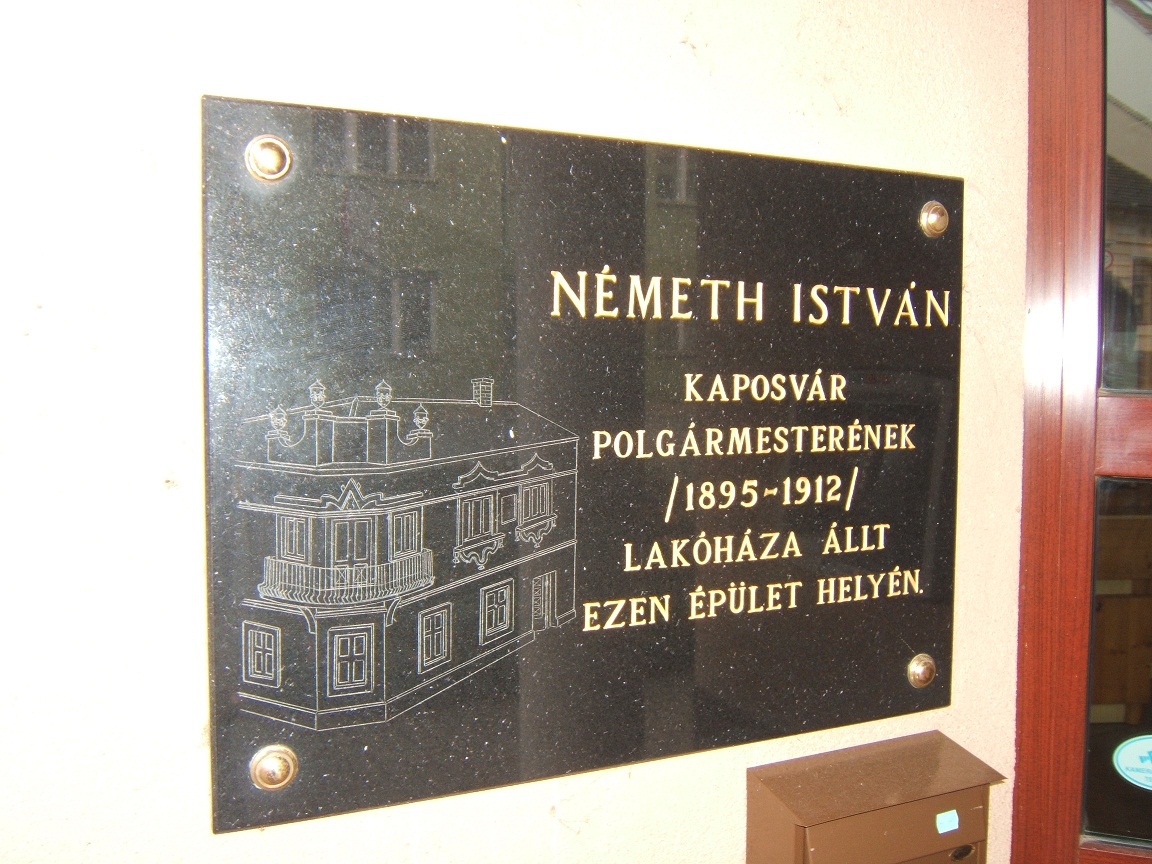 NÉMETH ISTVÁN
KAPOSVÁR
POLGÁRMESTERÉNEK
/1895-1912/
LAKÓHÁZA ÁLLT
EZEN ÉPÜLET HELYÉN.